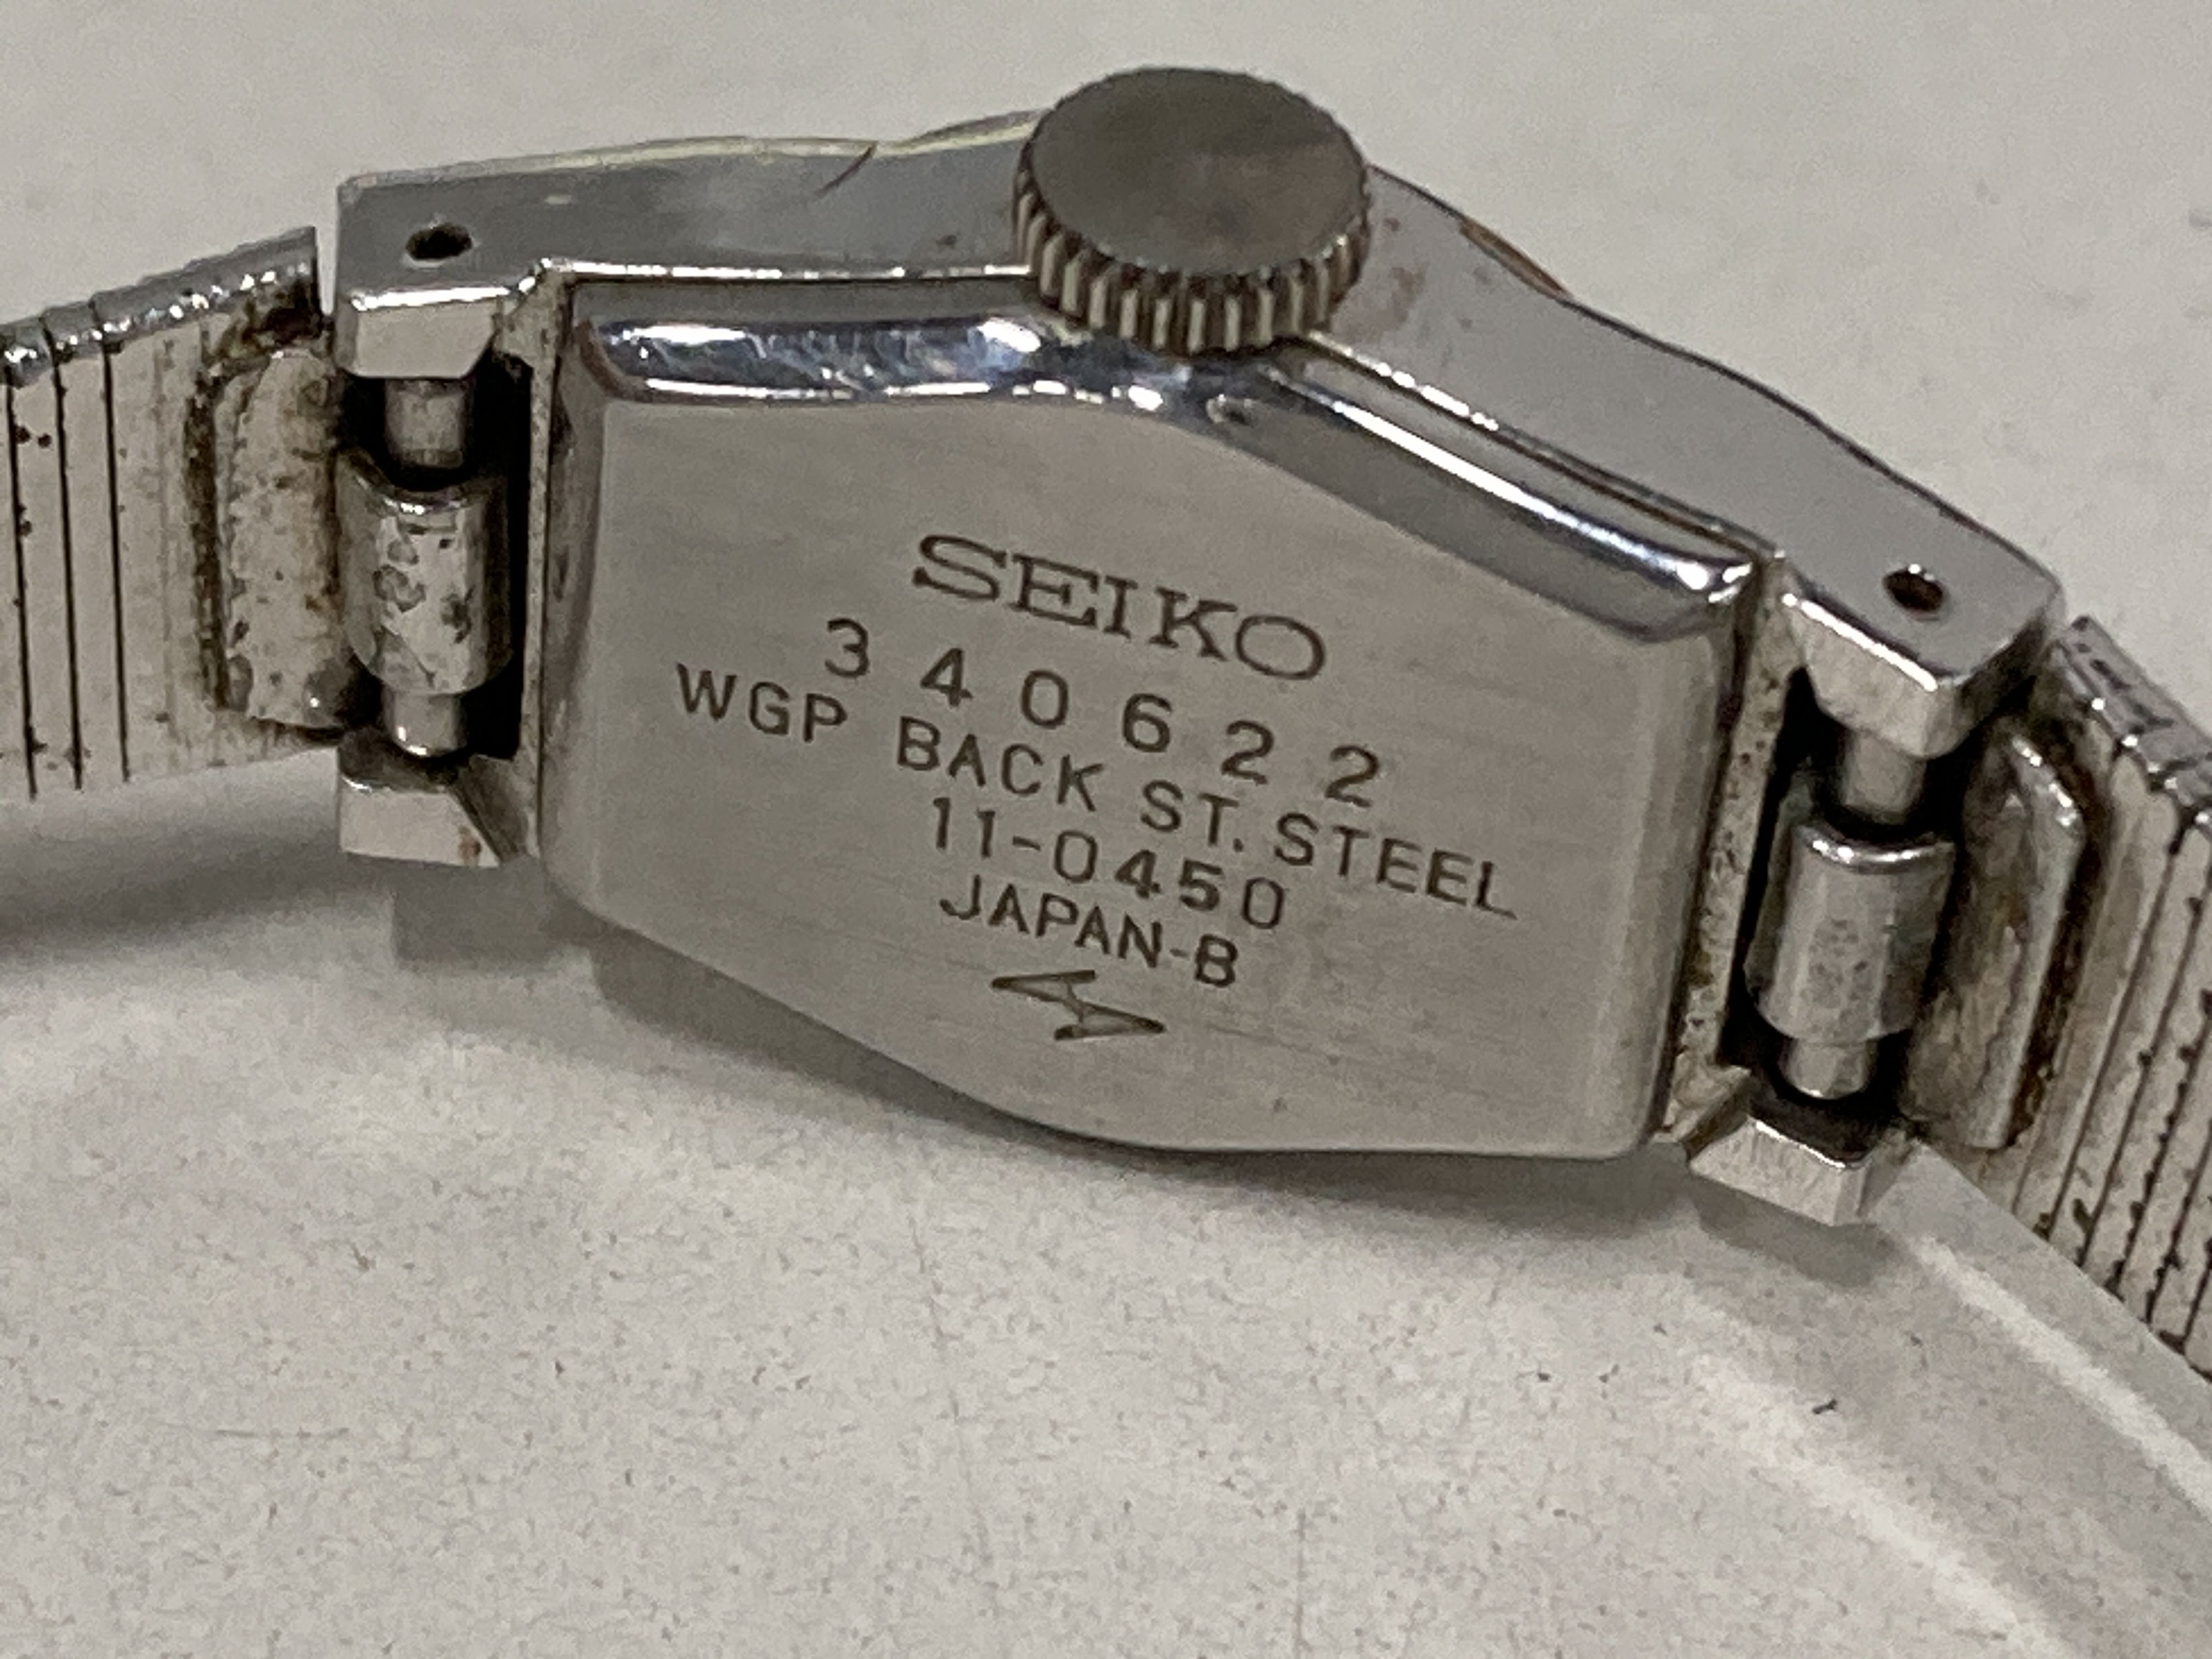 SEIKO
340622
WGP BACK ST. STEEL
11-0450
JAPAN-B